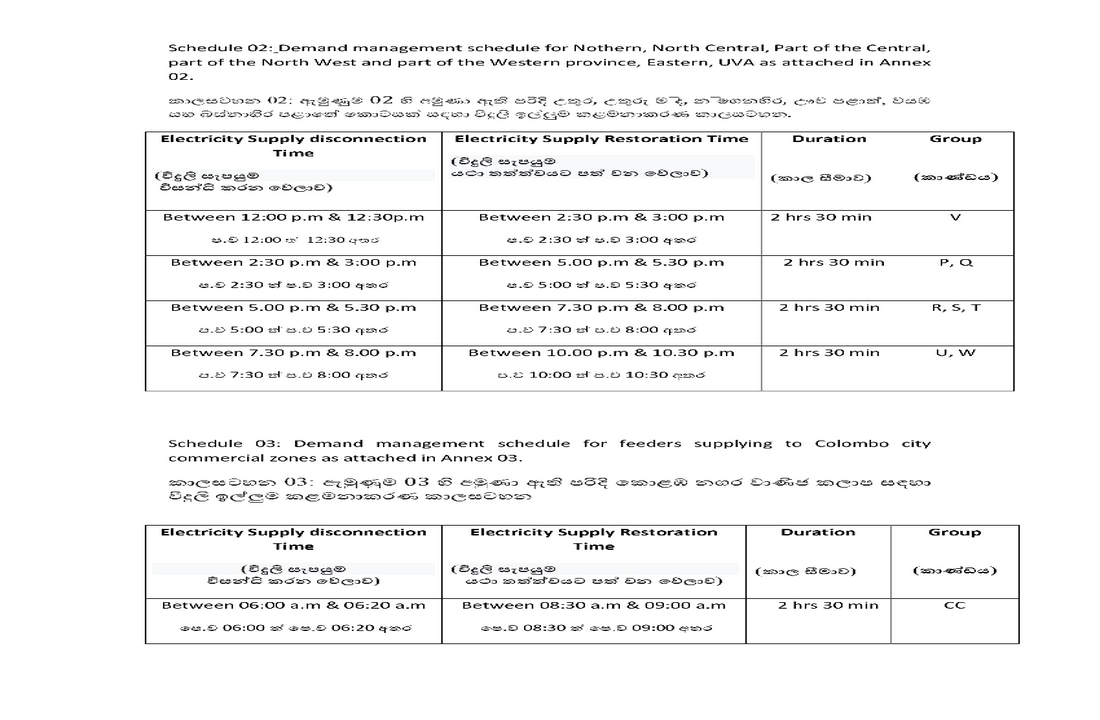 Schedule 02: Demand management schedule for Nothern, North Central, Part of the Central,
part of the North West and part of the Western province, Eastern, UVA as attached in Annex
02.
කාලසටහන 02: ඇමුණුම 02 හි අමුණා ඇති පරිදි උතුර, උතුරු මැද, නැගෙනහිර, ඌව පළාත්, වයඹ
සහ බස්නාහිර පළාතේ කොටසක් සඳහා විදුලි ඉල්ලුම කළමනාකරණ කාලසටහන.
Electricity Supply disconnection Time
(විදුලි සැපයුම
විසන්ධි කරන වේලාව)
Electricity Supply Restoration Time
(විදුලි සැපයුම
යථා තත්ත්වයට පත් වන වේලාව)
Duration
(කාල සීමාව)
Group
(කාණ්ඩය)
Between 12:00 p.m & 12:30p.m
ප.ව 12:00 ත් 12:30 අතර
Between 2:30 p.m & 3:00 p.m
ප.ව 2:30 ත් ප.ව 3:00 අතර
2 hrs 30 min
V
Between 2:30 p.m & 3:00 p.m
ප.ව 2:30 ත් ප.ව 3:00 අතර
Between 5.00 p.m & 5.30 p.m
ප.ව 5:00 ත් ප.ව 5:30 අතර
2 hrs 30 min
P, Q
Between 5.00 p.m & 5.30 p.m
ප.ව 5:00 ත් ප.ව 5:30 අතර
Between 7.30 p.m & 8.00 p.m
ප.ව 7:30 ත් ප.ව 8:00 අතර
2 hrs 30 min
R, S, T
Between 7.30 p.m & 8.00 p.m
ප.ව 7:30 ත් ප.ව 8:00 අතර
Between 10.00 p.m & 10.30 p.m
ප.ව 10:00 ත් ප.ව 10:30 අතර
2 hrs 30 min
U, W
Schedule 03: Demand management schedule for feeders supplying to Colombo city
commercial zones as attached in Annex 03.
කාලසටහන 03: ඇමුණුම 03 හි අමුණා ඇති පරිදි කොළඹ නගර වාණිජ කලාප සඳහා
විදුලි ඉල්ලුම කළමනාකරණ කාලසටහන
Electricity Supply disconnection
Time
(විදුලි සැපයුම
විසන්ධි කරන වේලාව)
Electricity Supply Restoration
Time
(විදුලි සැපයුම
යථා තත්ත්වයට පත් වන වේලාව)
Duration
(කාල සීමාව)
Group
(කාණ්ඩය)
Between 06:00 a.m & 06:20 a.m
පෙ.ව 06:00 ත් පෙ.ව 06:20 අතර
Between 08:30 a.m & 09:00 a.m
පෙ.ව 08:30 ත් පෙ.ව 09:00 අතර
2 hrs 30 min
CC